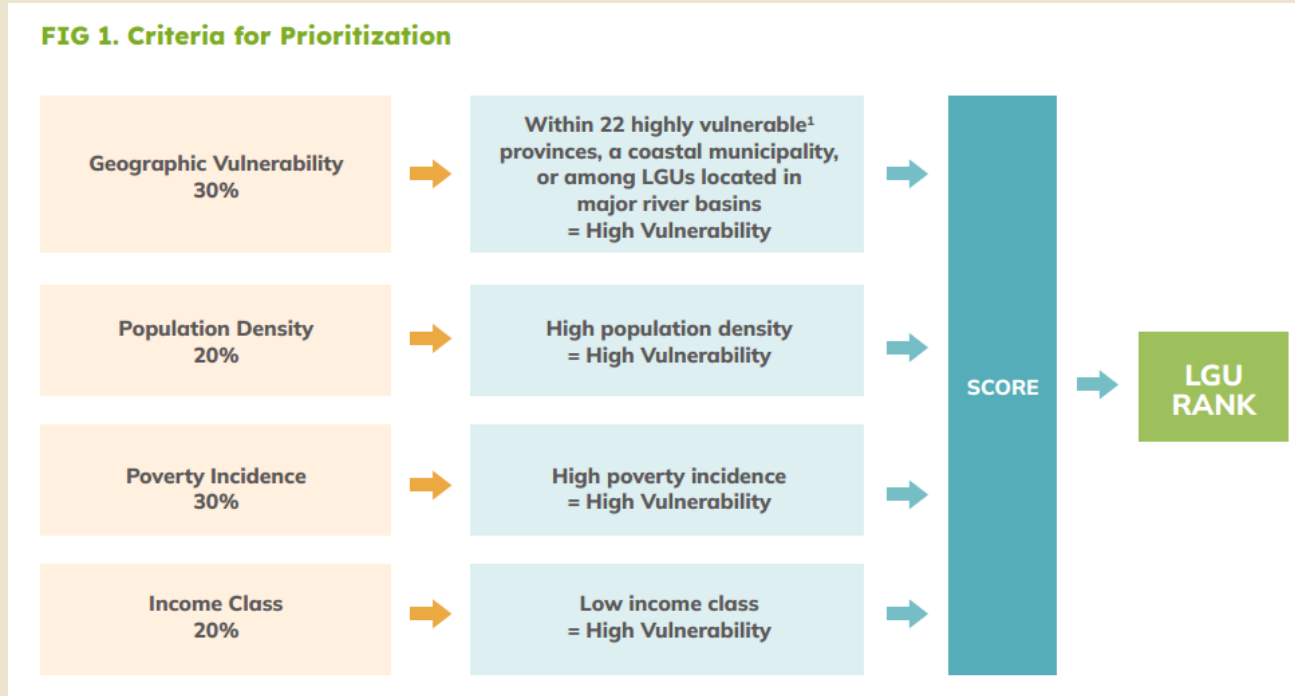 FIG 1. Criteria for Prioritization
Geographic Vulnerability
30%
Within 22 highly vulnerable¹
provinces, a coastal municipality,
or among LGUs located in
major river basins
= High Vulnerability
Population Density
20%
High population density
= High Vulnerability
Poverty Incidence
30%
High poverty incidence
= High Vulnerability
Income Class
20%
Low income class
= High Vulnerability
SCORE
LGU
RANK